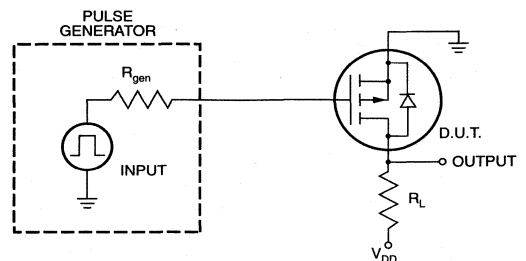 PULSE
GENERATOR
Rgen
INPUT
D.U.T.
OUTPUT
RL
VDD